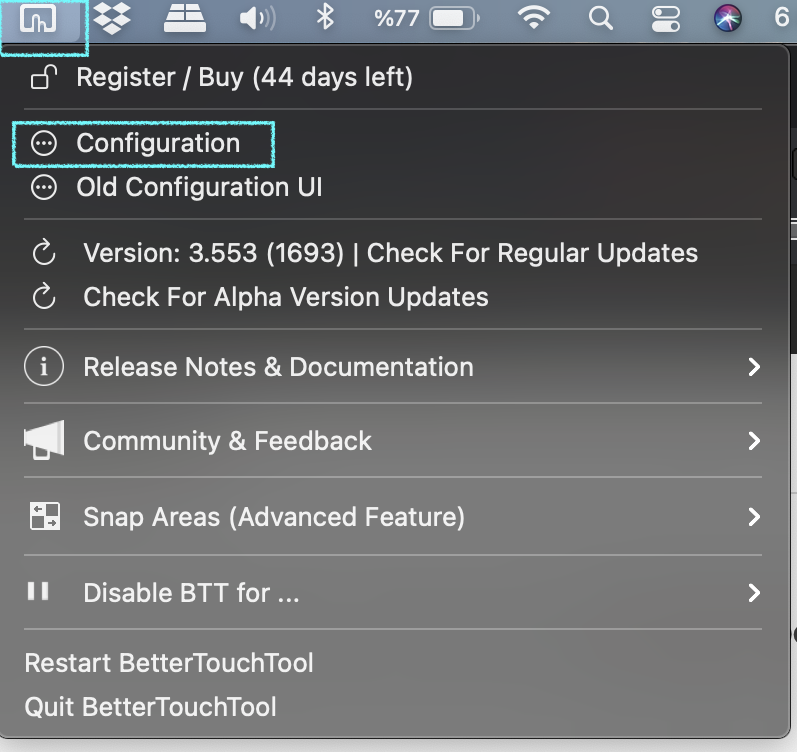 %77
6
Register / Buy (44 days left)
Configuration
Old Configuration UI
Version: 3.553 (1693) | Check For Regular Updates
Check For Alpha Version Updates
Release Notes & Documentation
Community & Feedback
Snap Areas (Advanced Feature)
Disable BTT for ...
Restart BetterTouchTool
Quit BetterTouchTool